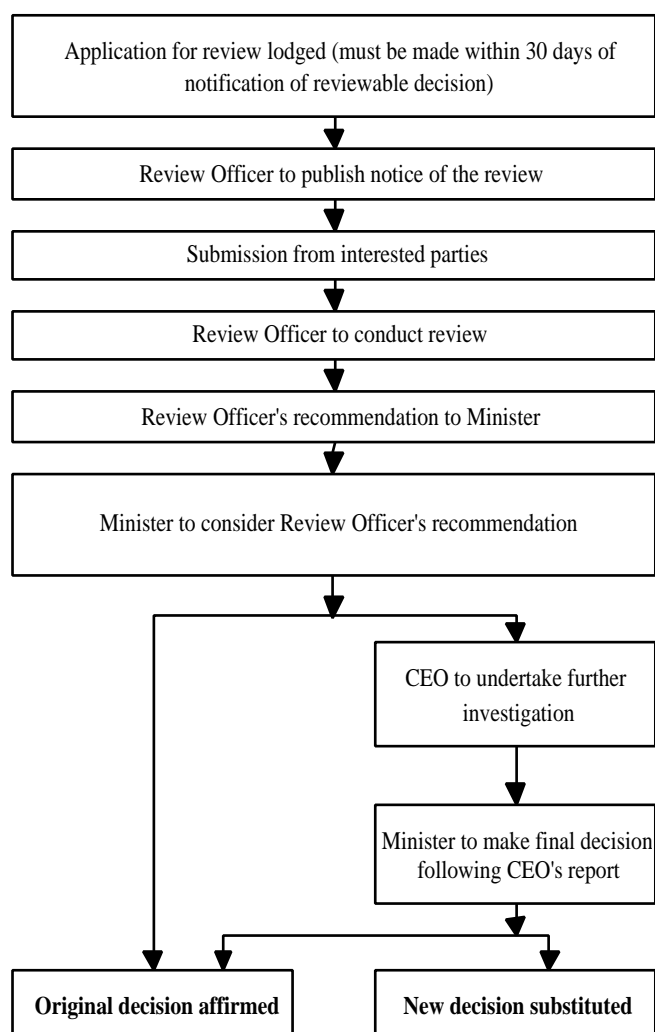 Application for review lodged (must be made within 30 days of
notification of reviewable decision)
Review Officer to publish notice of the review
Submission from interested parties
Review Officer to conduct review
Review Officer's recommendation to Minister
Minister to consider Review Officer's recommendation
CEO to undertake further
investigation
Minister to make final decision
following CEO's report
Original decision affirmed
New decision substituted